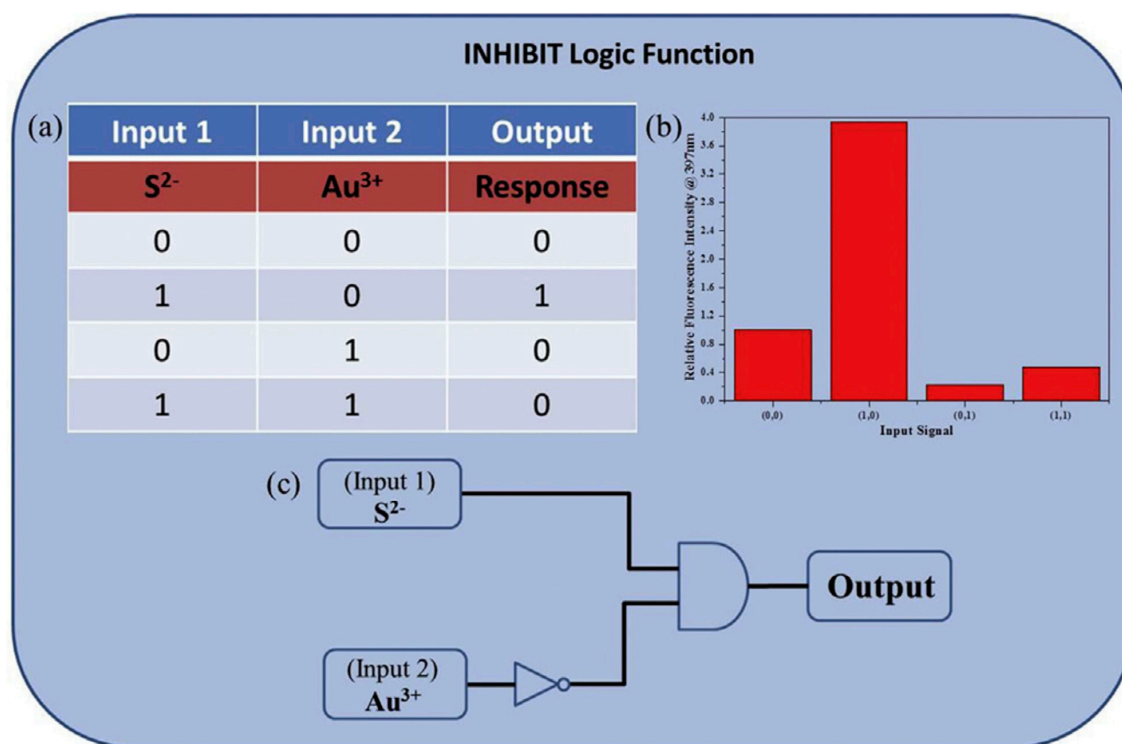 INHIBIT Logic Function
(a)
Input 1 Input 2 Output
S²⁻ Au³⁺ Response
0 0 0
1 0 1
0 1 0
1 1 0
(b)
Relative Fluorescence Intensity @ 397nm
4.0
3.6
3.2
2.8
2.4
2.0
1.6
1.2
0.8
0.4
0.0
(0,0) (1,0) (0,1) (1,1)
Input Signal
(c)
(Input 1)
S²⁻
Output
(Input 2)
Au³⁺